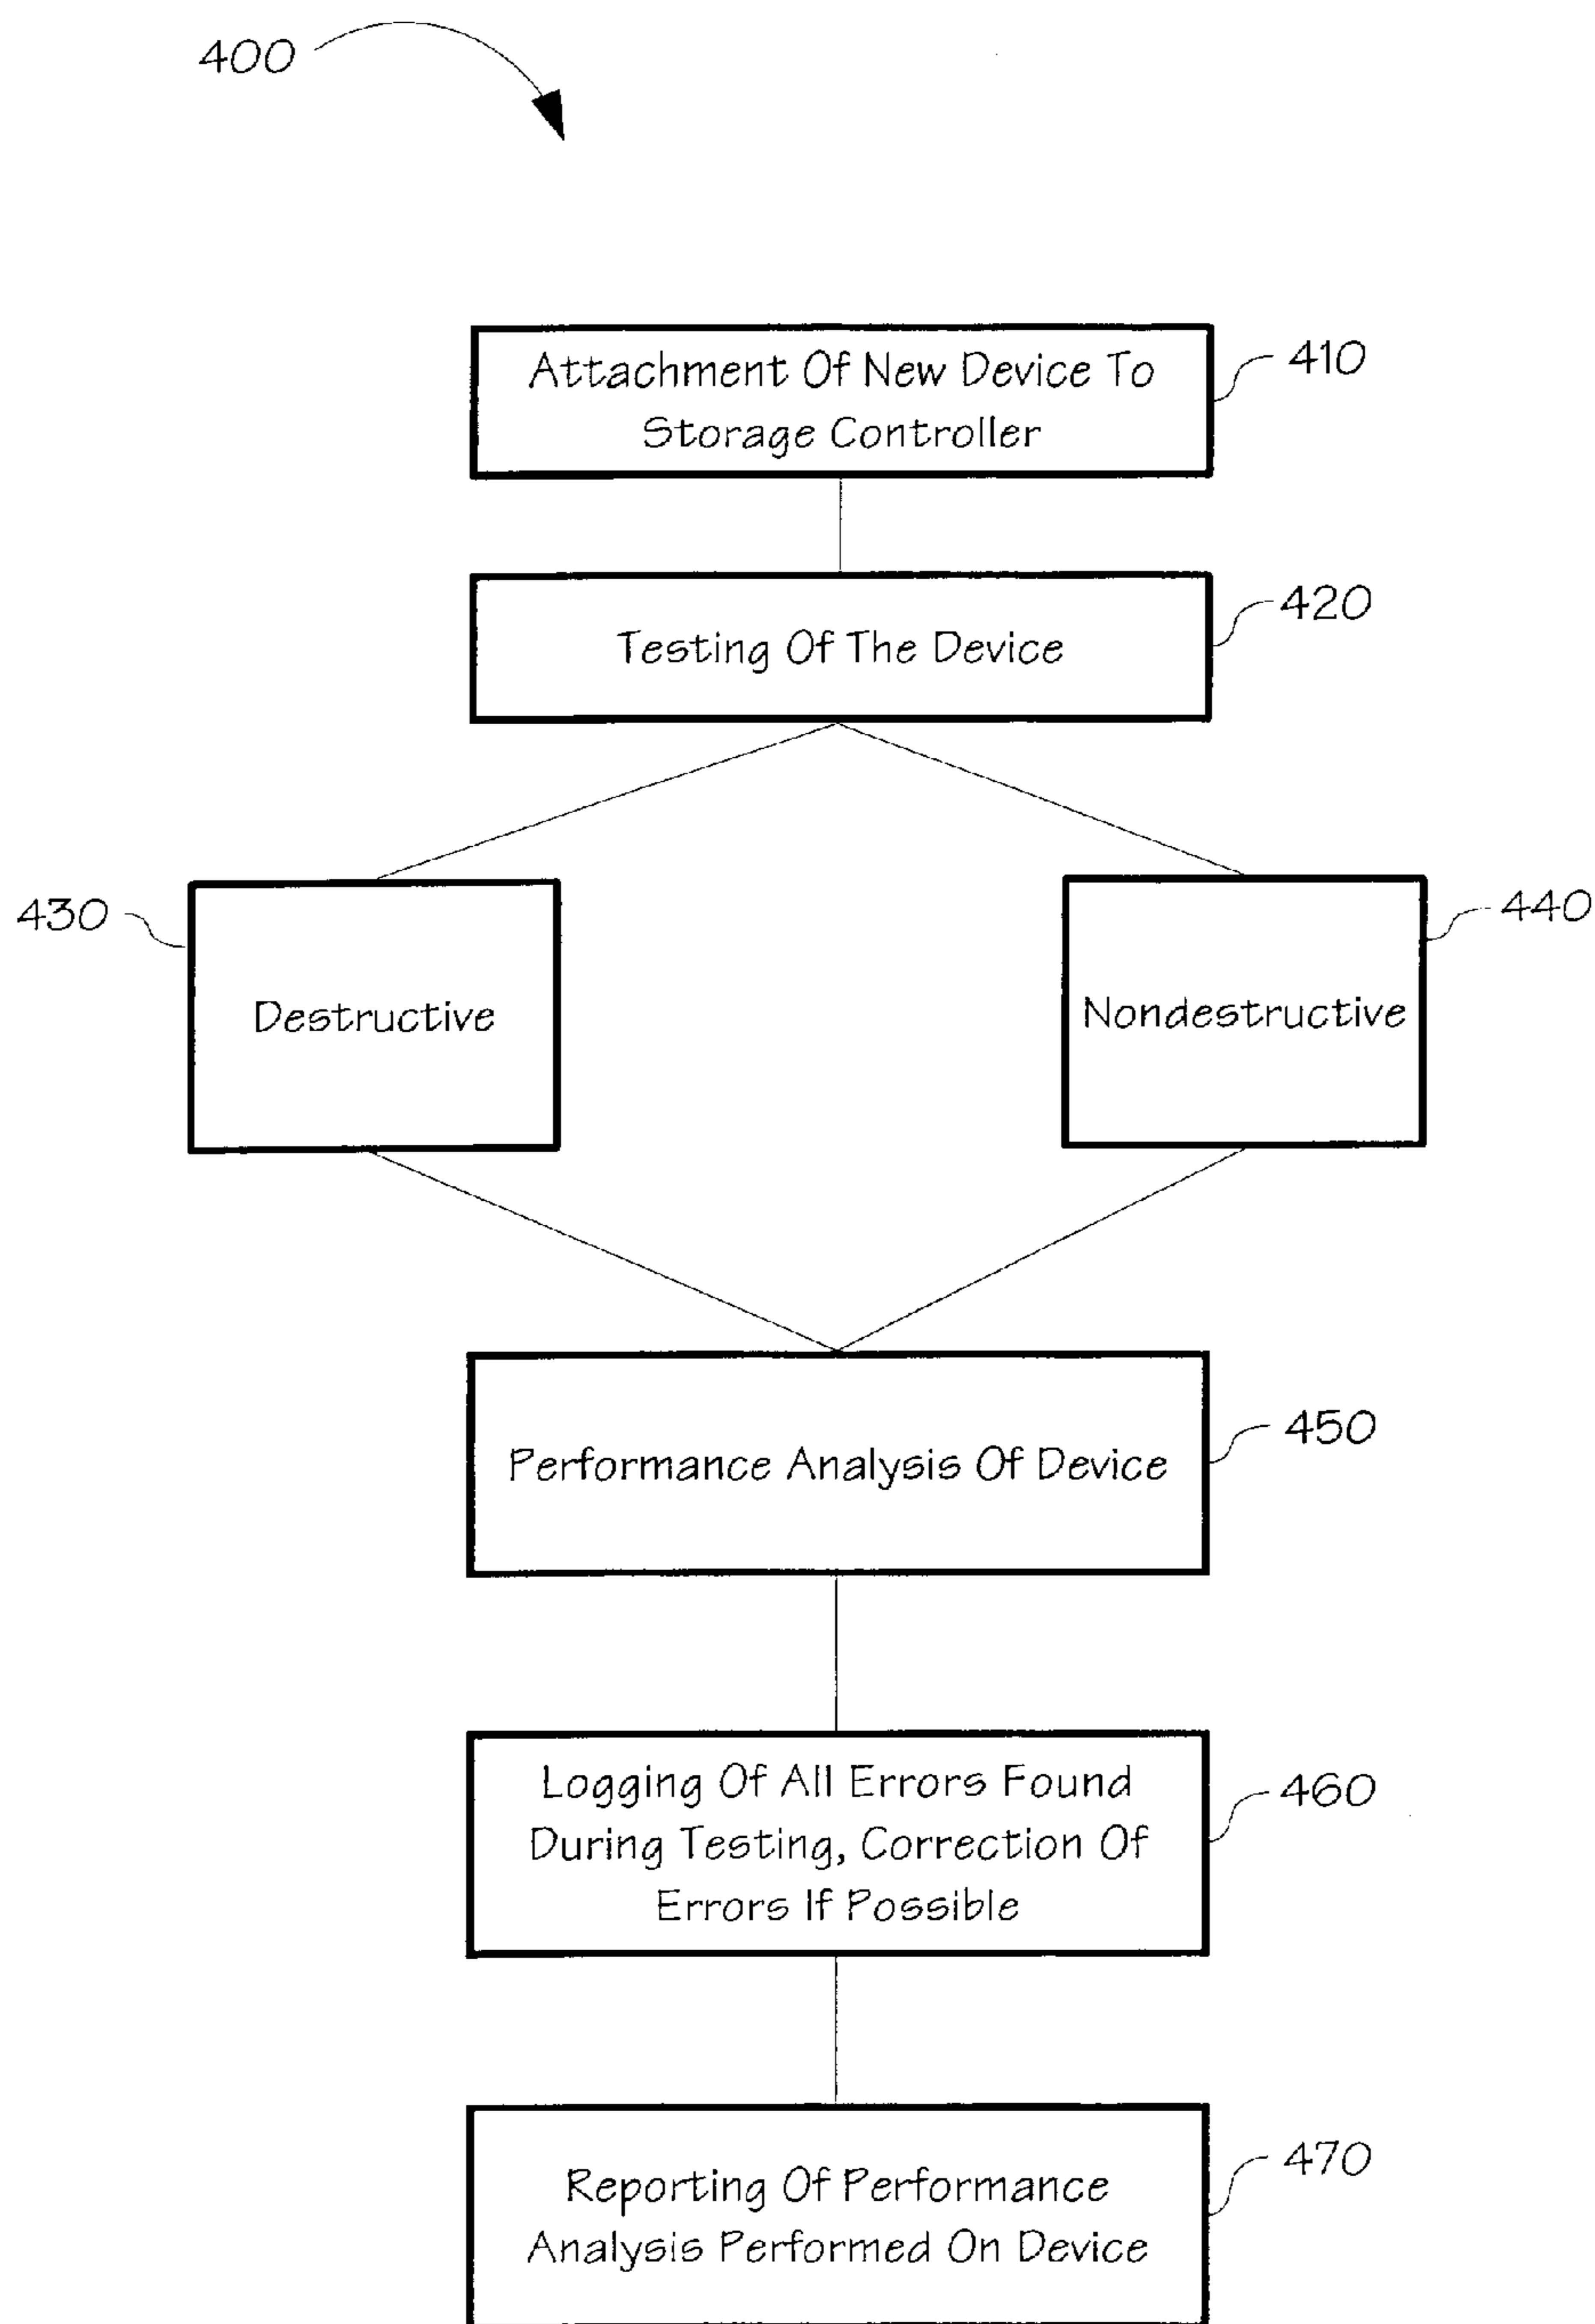 400
Attachment Of New Device To
Storage Controller
410
Testing Of The Device
420
430
Destructive
Nondestructive
440
Performance Analysis Of Device
450
Logging Of All Errors Found
During Testing, Correction Of
Errors If Possible
460
Reporting Of Performance
Analysis Performed On Device
470